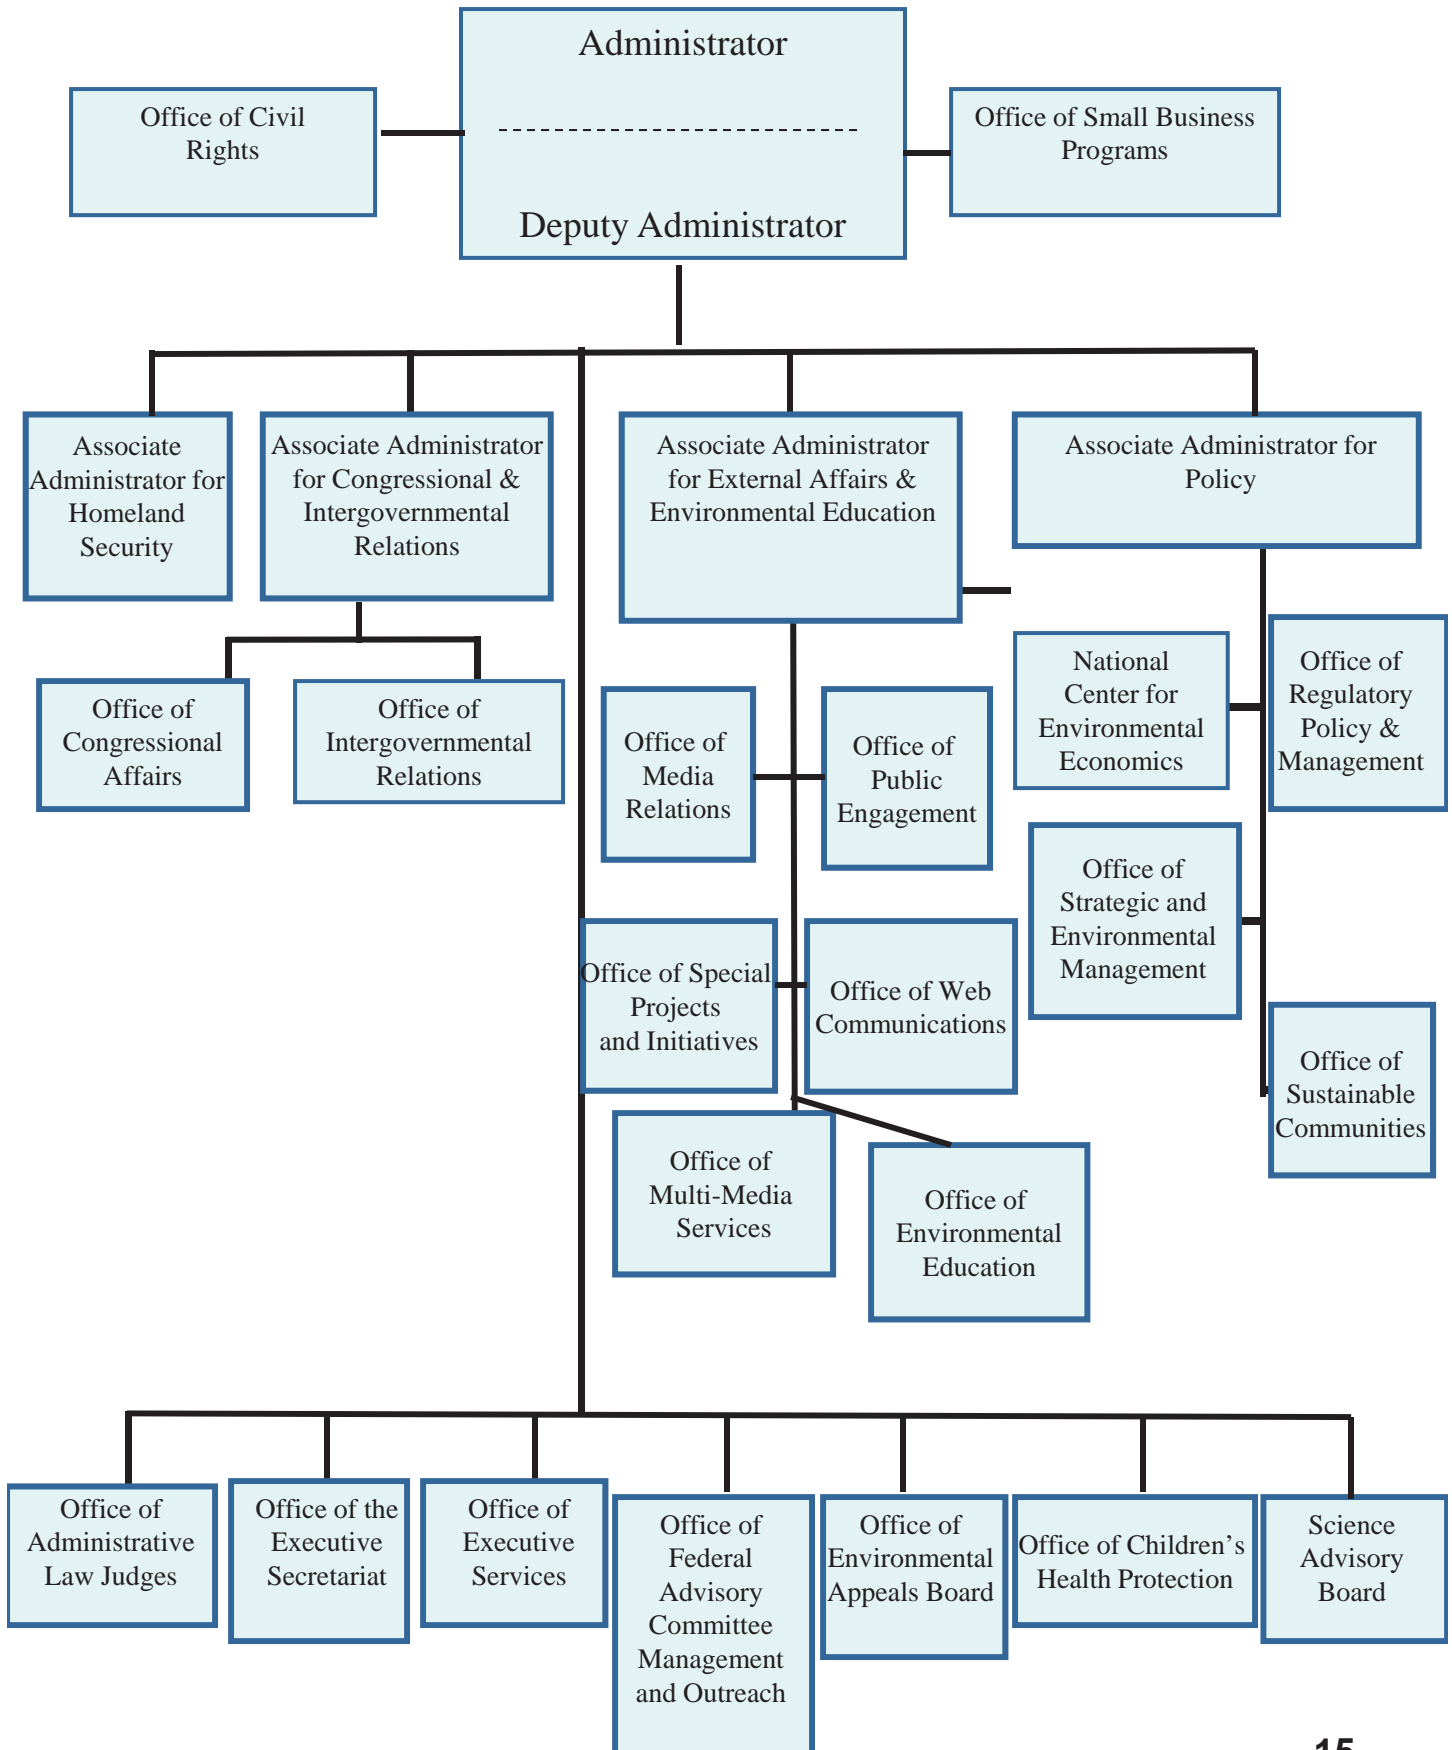 Administrator
Deputy Administrator
Office of Civil
Rights
Office of Small Business
Programs
Associate
Administrator for
Homeland
Security
Associate Administrator
for Congressional &
Intergovernmental
Relations
Associate Administrator
for External Affairs &
Environmental Education
Associate Administrator for
Policy
Office of
Congressional
Affairs
Office of
Intergovernmental
Relations
Office of
Media
Relations
Office of
Public
Engagement
National
Center for
Environmental
Economics
Office of
Regulatory
Policy &
Management
Office of
Strategic and
Environmental
Management
Office of Special
Projects
and Initiatives
Office of Web
Communications
Office of
Sustainable
Communities
Office of
Multi-Media
Services
Office of
Environmental
Education
Office of
Administrative
Law Judges
Office of the
Executive
Secretariat
Office of
Executive
Services
Office of
Federal
Advisory
Committee
Management
and Outreach
Office of
Environmental
Appeals Board
Office of Children’s
Health Protection
Science
Advisory
Board
15